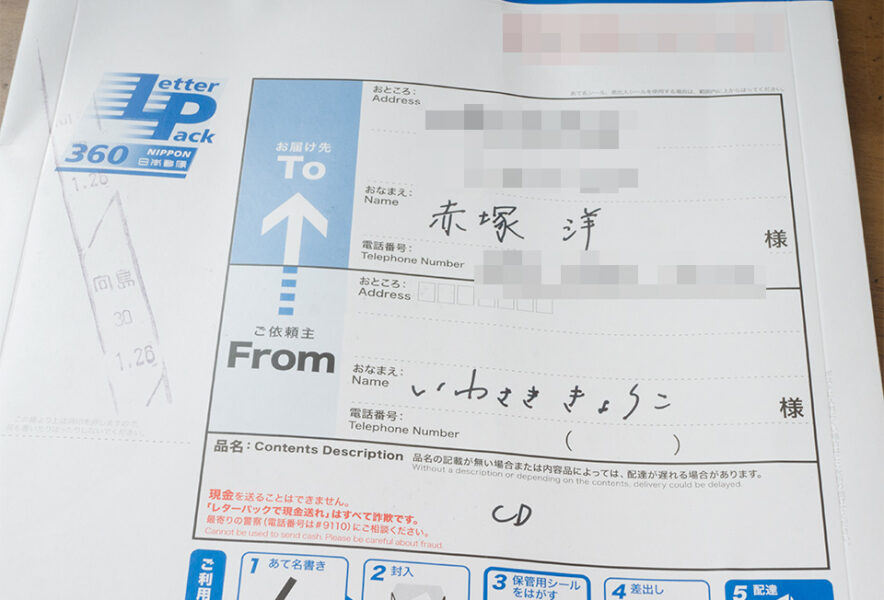 Letter Pack
360 NIPPON 日本郵便
1.26
向島
30
1.26
お届け先
To
おところ:
Address
おなまえ:
Name
赤塚 洋
様
電話番号:
Telephone Number
ご依頼主
From
おところ:
Address
おなまえ:
Name
いわさき きょうこ
様
電話番号:
Telephone Number
( )
品名:Contents Description 品名の記載が無い場合または内容品によっては、配達が遅れる場合があります。
Without a description or depending on the contents, delivery could be delayed.
現金を送ることはできません。
「レターパックで現金送れ」はすべて詐欺です。
最寄りの警察(電話番号は#9110)にご相談ください。
Cannot be used to send cash. Please be careful about fraud.
CD
ご利用
1 あて名書き
2 封入
3 保管用シールをはがす
4 差出し
5 配達